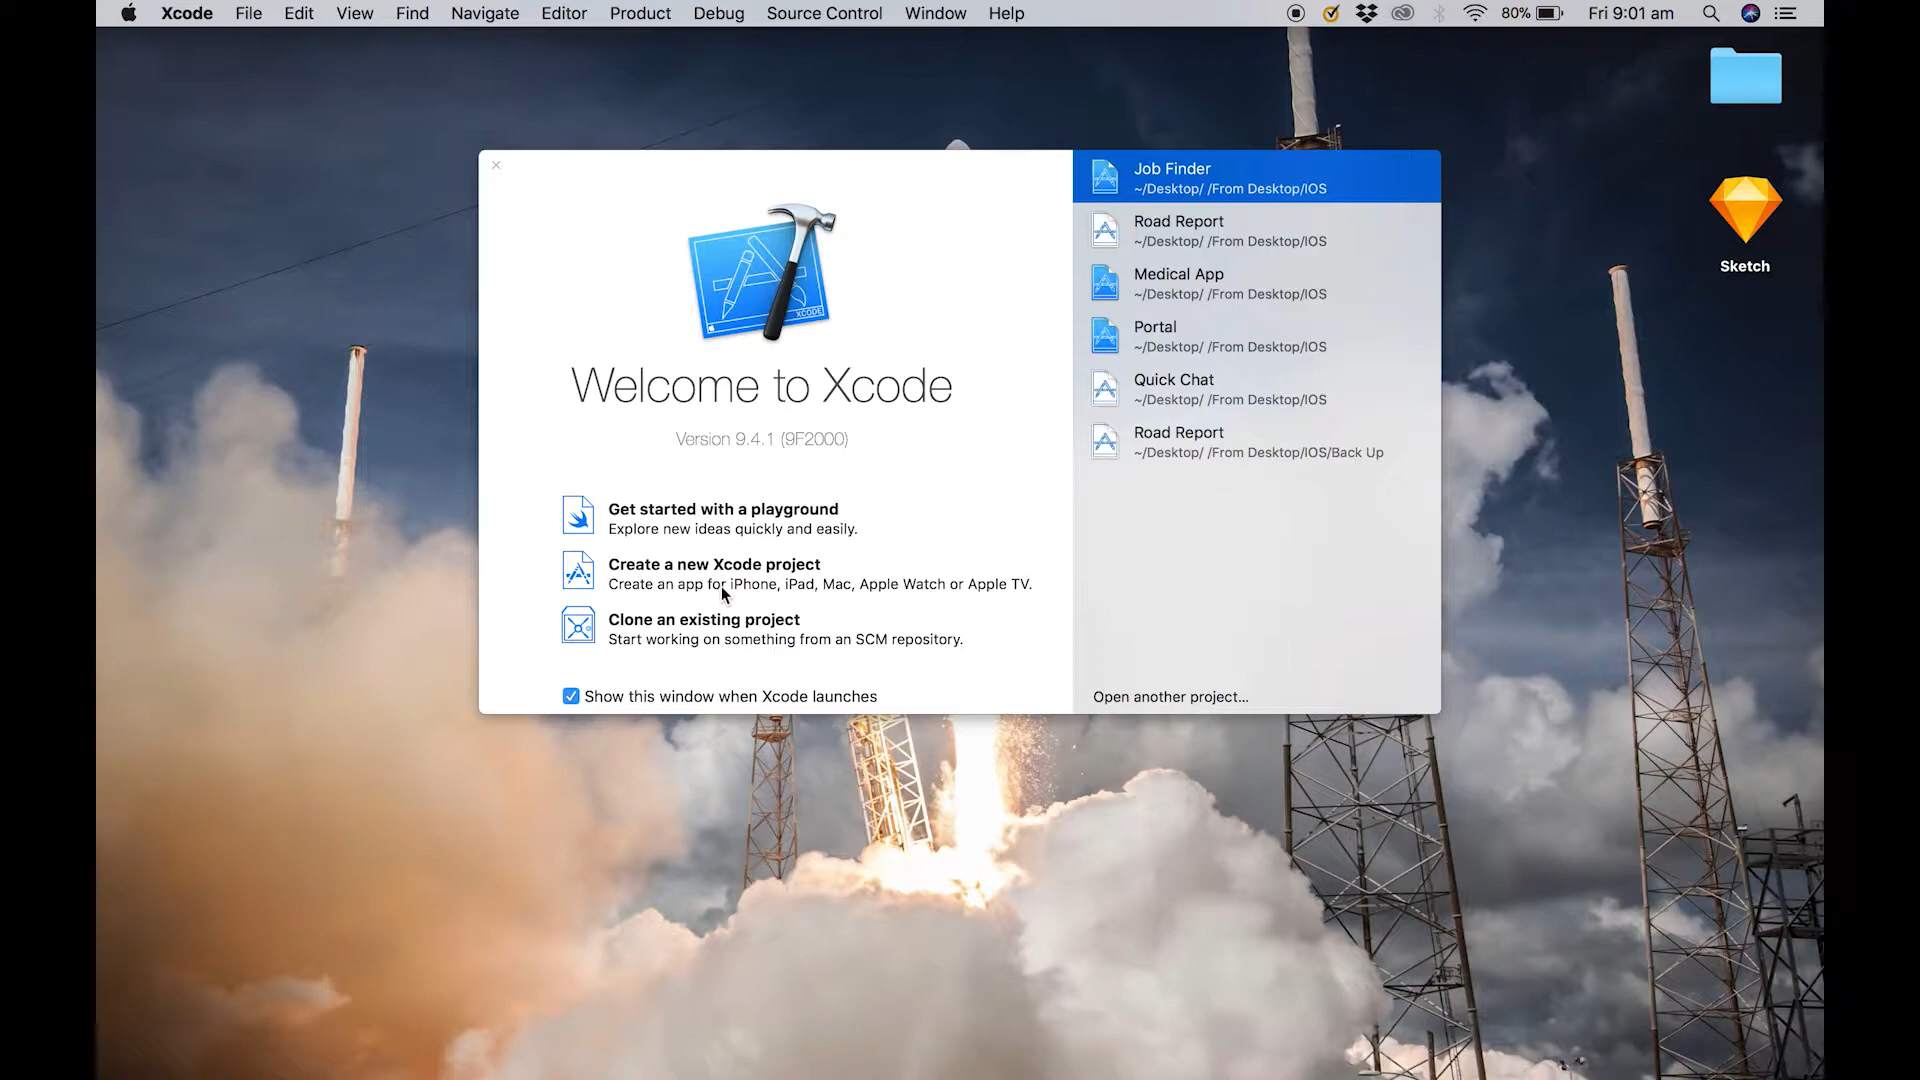 Xcode File Edit View Find Navigate Editor Product Debug Source Control Window Help 80% Fri 9:01 am
Sketch
XCODE
Welcome to Xcode
Version 9.4.1 (9F2000)
Get started with a playground
Explore new ideas quickly and easily.
Create a new Xcode project
Create an app for iPhone, iPad, Mac, Apple Watch or Apple TV.
Clone an existing project
Start working on something from an SCM repository.
Show this window when Xcode launches
Job Finder
~/Desktop/ /From Desktop/IOS
Road Report
~/Desktop/ /From Desktop/IOS
Medical App
~/Desktop/ /From Desktop/IOS
Portal
~/Desktop/ /From Desktop/IOS
Quick Chat
~/Desktop/ /From Desktop/IOS
Road Report
~/Desktop/ /From Desktop/IOS/Back Up
Open another project...